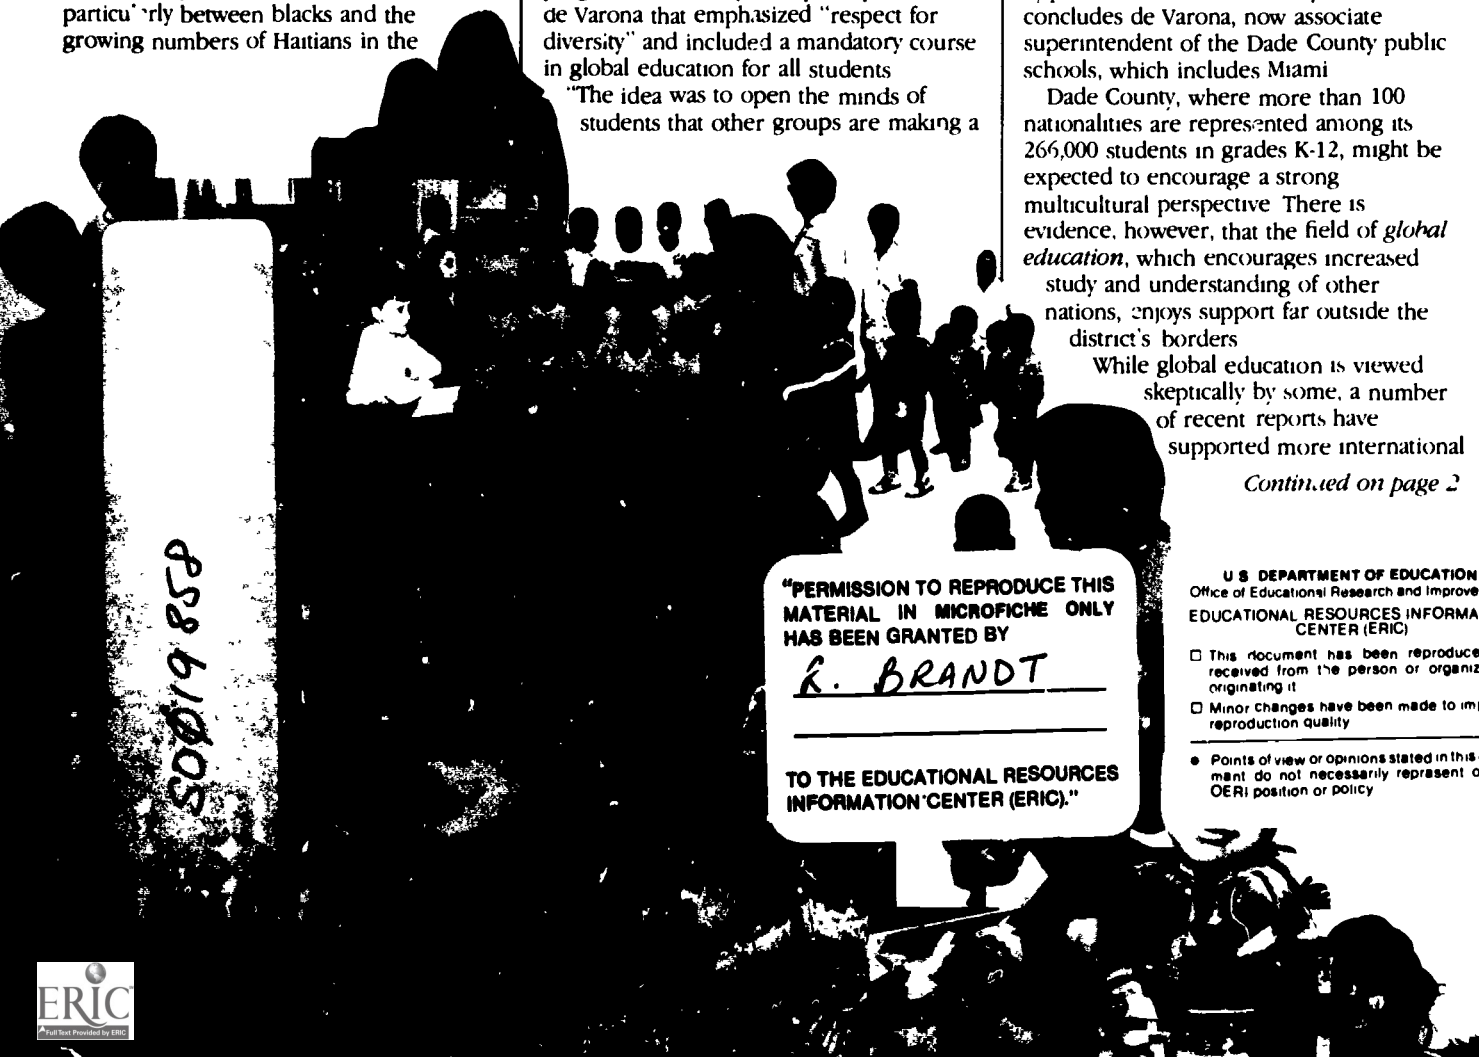 particularly between blacks and the
growing numbers of Haitians in the
de Varona that emphasized "respect for
diversity" and included a mandatory course
in global education for all students
"The idea was to open the minds of
students that other groups are making a
concludes de Varona, now associate
superintendent of the Dade County public
schools, which includes Miami
Dade County, where more than 100
nationalities are represented among its
266,000 students in grades K-12, might be
expected to encourage a strong
multicultural perspective There is
evidence, however, that the field of global
education, which encourages increased
study and understanding of other
nations, enjoys support far outside the
district's borders
While global education is viewed
skeptically by some, a number
of recent reports have
supported more international
Continued on page 2
SO 019 858
"PERMISSION TO REPRODUCE THIS
MATERIAL IN MICROFICHE ONLY
HAS BEEN GRANTED BY
R. BRANDT
TO THE EDUCATIONAL RESOURCES
INFORMATION CENTER (ERIC)."
U S DEPARTMENT OF EDUCATION
Office of Educational Research and Improve
EDUCATIONAL RESOURCES INFORMA
CENTER (ERIC)
□ This document has been reproduce
received from the person or organiz
originating it
□ Minor changes have been made to im
reproduction quality
● Points of view or opinions stated in this
ment do not necessarily represent o
OERI position or policy
ERIC
Full Text Provided by ERIC